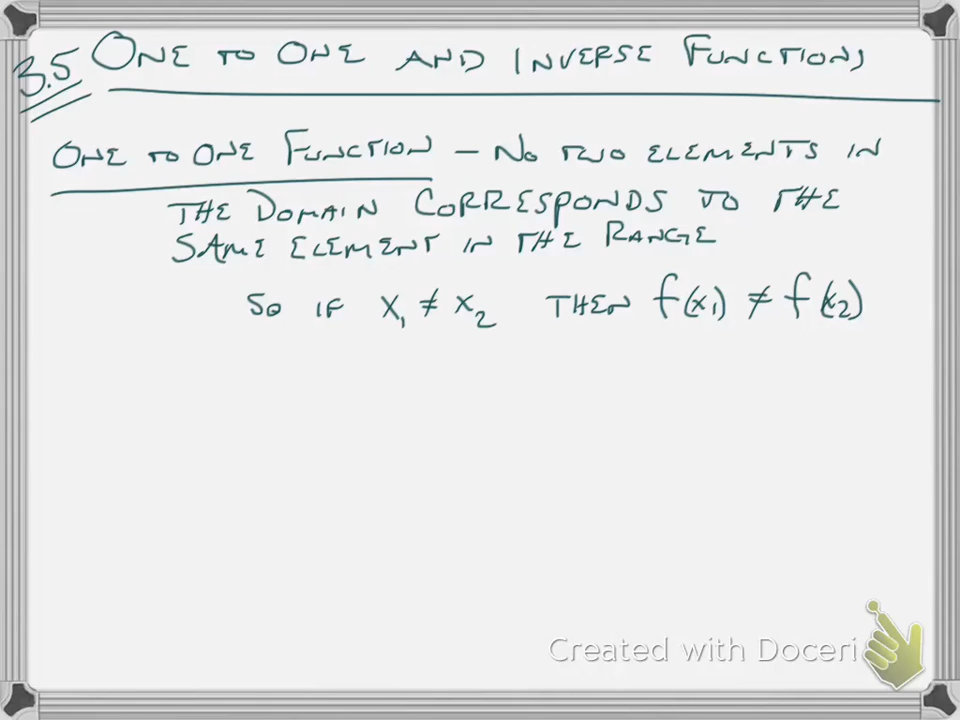 3.5 ONE TO ONE AND INVERSE FUNCTIONS
ONE TO ONE FUNCTION - NO TWO ELEMENTS IN
THE DOMAIN CORRESPONDS TO THE
SAME ELEMENT IN THE RANGE
SO IF x₁ ≠ x₂ THEN f(x₁) ≠ f(x₂)
Created with Doceri